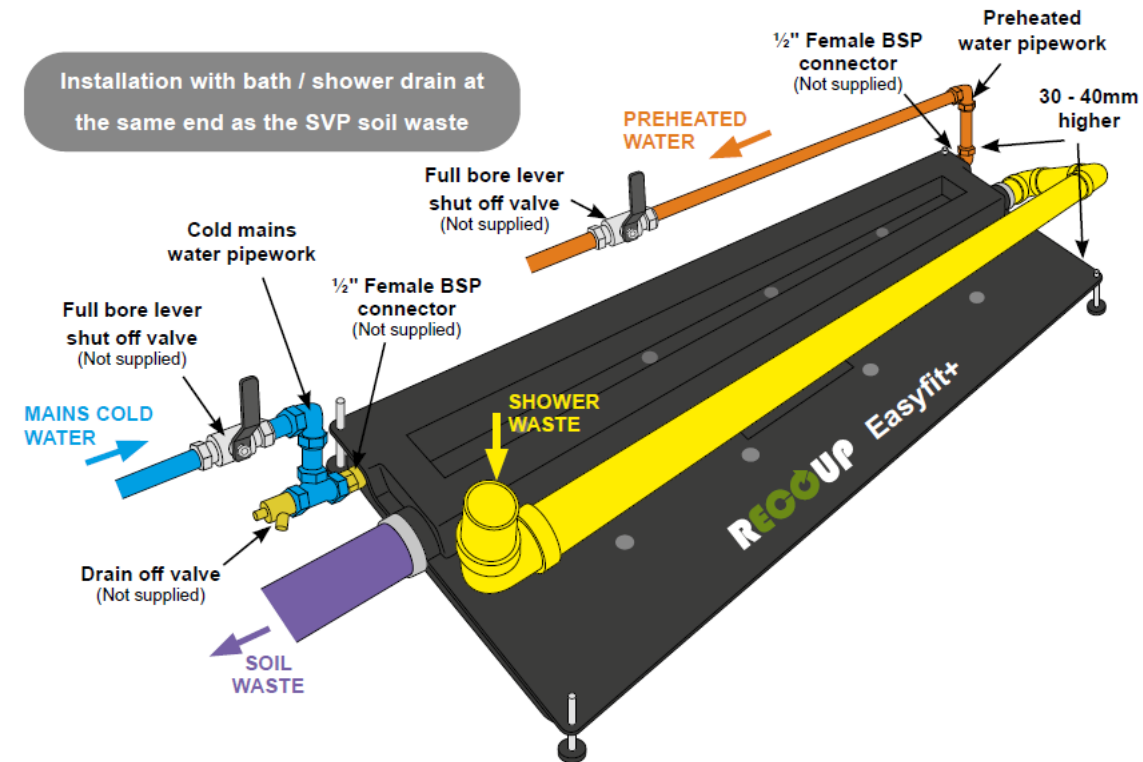 Installation with bath / shower drain at
the same end as the SVP soil waste
½" Female BSP
connector
(Not supplied)
Preheated
water pipework
30 - 40mm
higher
PREHEATED
WATER
Full bore lever
shut off valve
(Not supplied)
Cold mains
water pipework
½" Female BSP
connector
(Not supplied)
Full bore lever
shut off valve
(Not supplied)
MAINS COLD
WATER
SHOWER
WASTE
RECOUP Easyfit+
Drain off valve
(Not supplied)
SOIL
WASTE